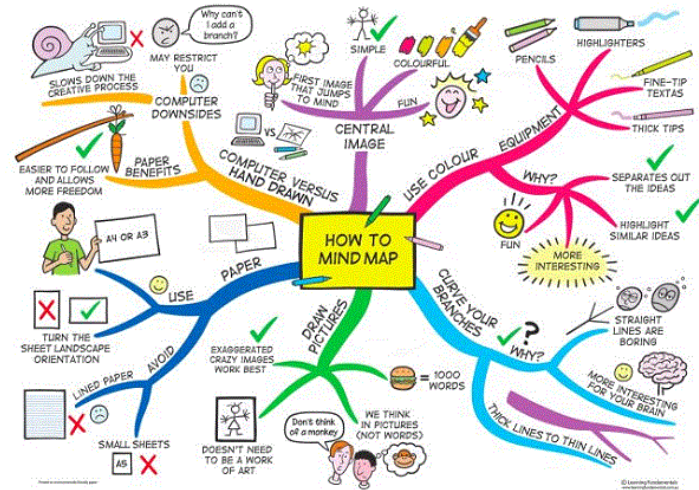 HOW TO
MIND MAP
CENTRAL
IMAGE
SIMPLE
COLOURFUL
FUN
FIRST IMAGE
THAT JUMPS
TO MIND
USE COLOUR
EQUIPMENT
PENCILS
HIGHLIGHTERS
FINE-TIP
TEXTAS
THICK TIPS
WHY?
SEPARATES OUT
THE IDEAS
HIGHLIGHT
SIMILAR IDEAS
MORE
INTERESTING
FUN
CURVE YOUR
BRANCHES
?
WHY?
STRAIGHT
LINES ARE
BORING
MORE INTERESTING
FOR YOUR BRAIN
THICK LINES TO THIN LINES
DRAW
PICTURES
= 1000
WORDS
WE THINK
IN PICTURES
(NOT WORDS)
Don't think
of a monkey
DOESN'T NEED
TO BE A WORK
OF ART
EXAGGERATED
CRAZY IMAGES
WORK BEST
PAPER
USE
A4 OR A3
TURN THE
SHEET LANDSCAPE
ORIENTATION
AVOID
LINED PAPER
SMALL SHEETS
A5
COMPUTER VERSUS
HAND DRAWN
VS
PAPER
BENEFITS
EASIER TO FOLLOW
AND ALLOWS
MORE FREEDOM
COMPUTER
DOWNSIDES
SLOWS DOWN THE
CREATIVE PROCESS
MAY RESTRICT
YOU
Why can't
I add a
branch?
© Learning Fundamentals